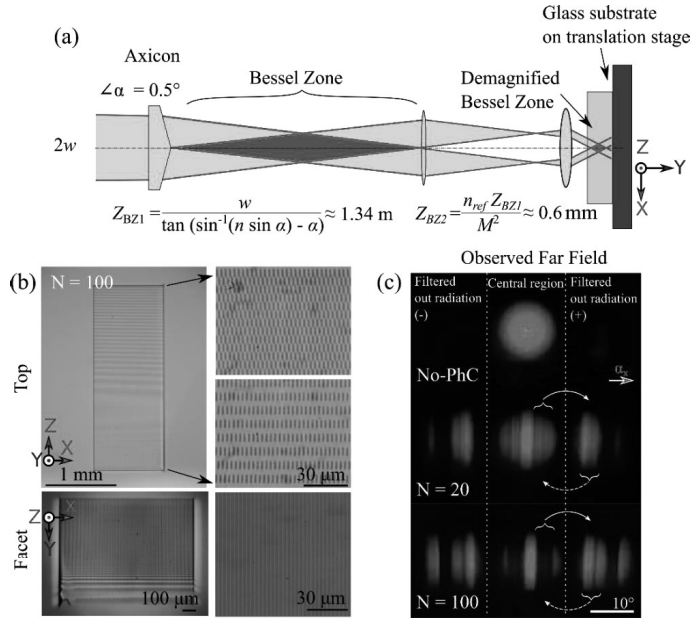 (a)
Axicon
∠α = 0.5°
Bessel Zone
Glass substrate
on translation stage
Demagnified
Bessel Zone
2w
Z
Y
X
Z_BZ1 = w / tan (sin⁻¹(n sin α) - α) ≈ 1.34 m
Z_BZ2 = n_ref Z_BZ1 / M² ≈ 0.6 mm
(b)
N = 100
Top
Z
Y X
1 mm
30 μm
Facet
Z X
Y
100 μm
30 μm
Observed Far Field
(c)
Filtered
out radiation
(-)
Central region
Filtered
out radiation
(+)
No-PhC
αx
N = 20
N = 100
10°